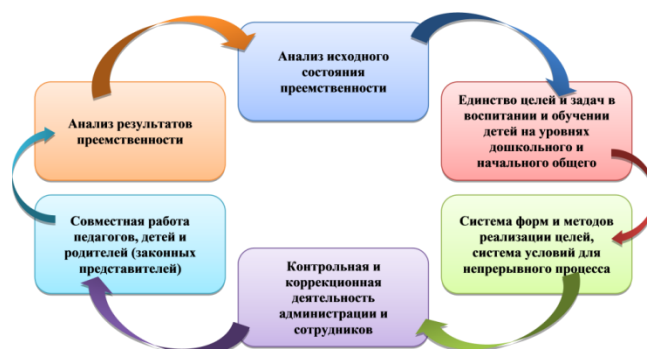 Анализ исходного
состояния
преемственности
Единство целей и задач в
воспитании и обучении
детей на уровнях
дошкольного и
начального общего
Система форм и методов
реализации целей,
система условий для
непрерывного процесса
Контрольная и
коррекционная
деятельность
администрации и
сотрудников
Совместная работа
педагогов, детей и
родителей (законных
представителей)
Анализ результатов
преемственности